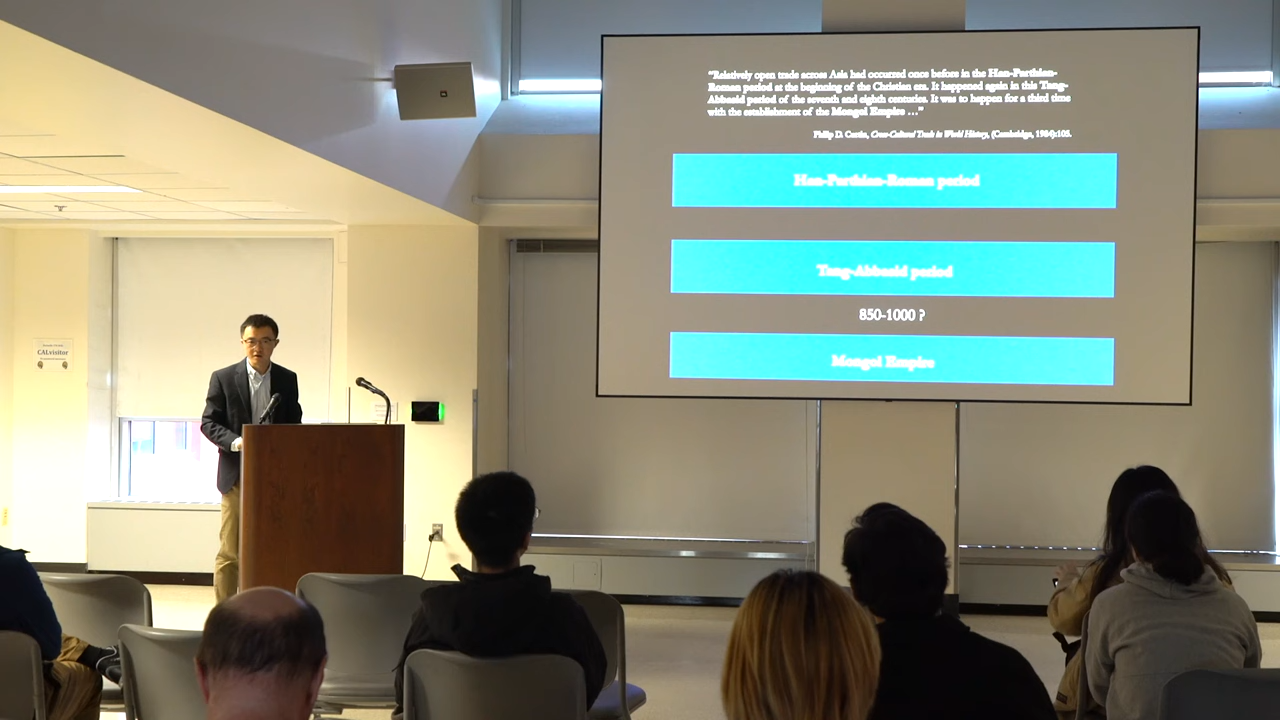 CALvisitor
"Relatively open trade across Asia had occurred once before in the Han-Parthian-
Roman period at the beginning of the Christian era. It happened again in this Tang-
Abbasid period of the seventh and eighth centuries. It was to happen for a third time
with the establishment of the Mongol Empire …"
Philip D. Curtin, Cross-Cultural Trade in World History, (Cambridge, 1984):105.
Han-Parthian-Roman period
Tang-Abbasid period
850-1000 ?
Mongol Empire